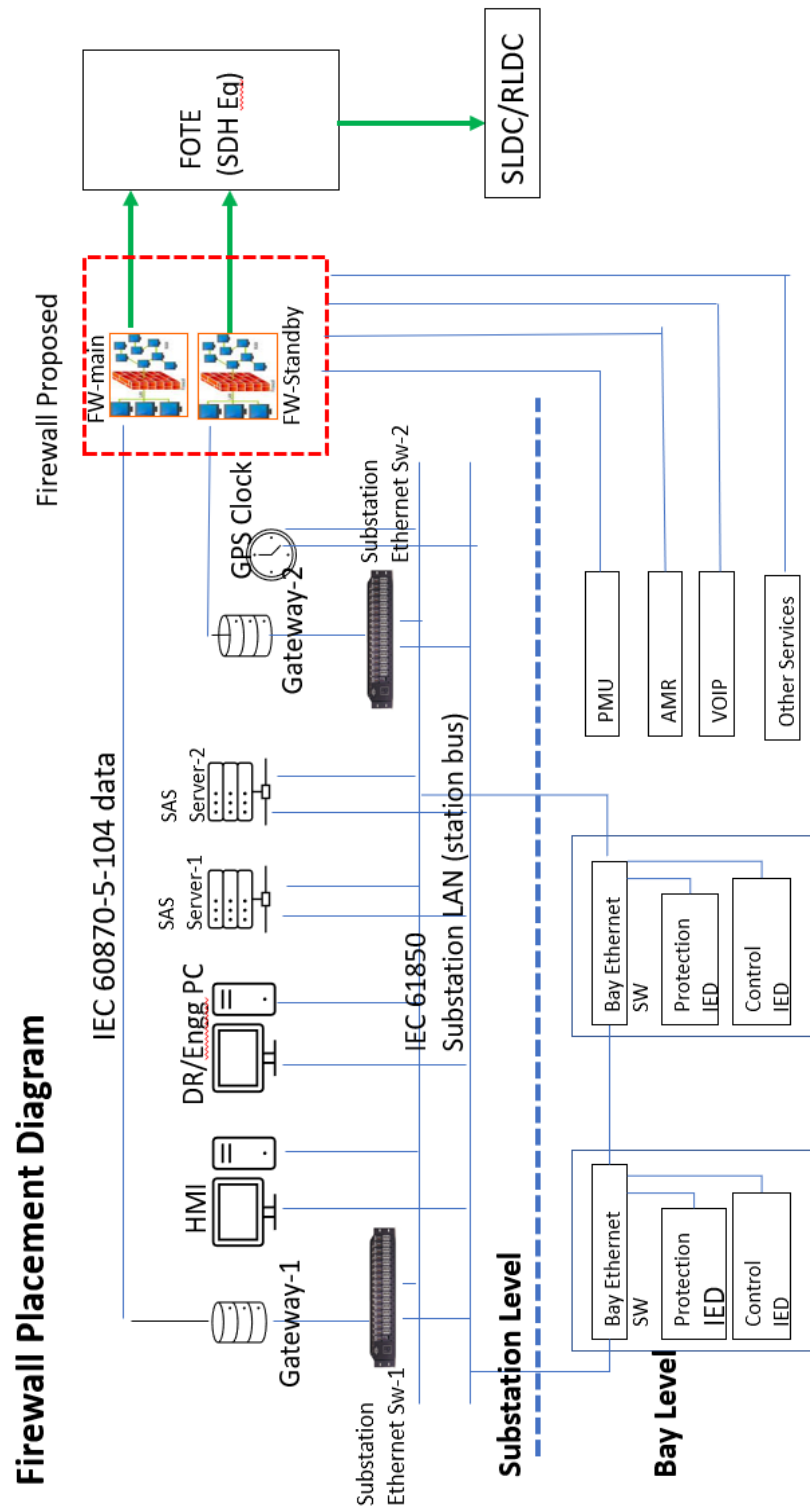 Firewall Placement Diagram
IEC 60870-5-104 data
Firewall Proposed
FW-main
FW-Standby
FOTE
(SDH Eq)
SLDC/RLDC
Gateway-1
HMI
DR/Engg PC
SAS
Server-1
SAS
Server-2
Gateway-2
GPS Clock
Substation
Ethernet Sw-1
Substation
Ethernet Sw-2
IEC 61850
Substation LAN (station bus)
Substation Level
Bay Level
Bay Ethernet
SW
Protection
IED
Control
IED
Bay Ethernet
SW
Protection
IED
Control
IED
PMU
AMR
VOIP
Other Services